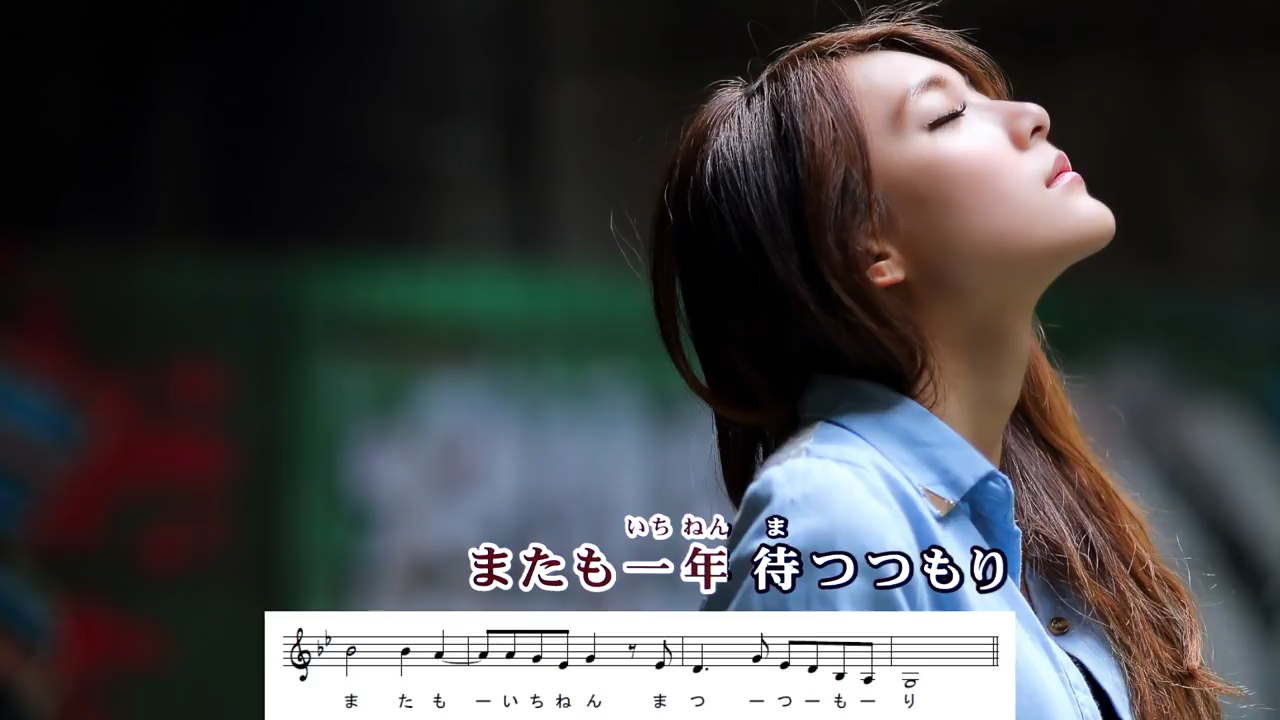 いち ねん ま
またも一年 待つつもり
ま たも ーいちねん まつ ーつーもー り